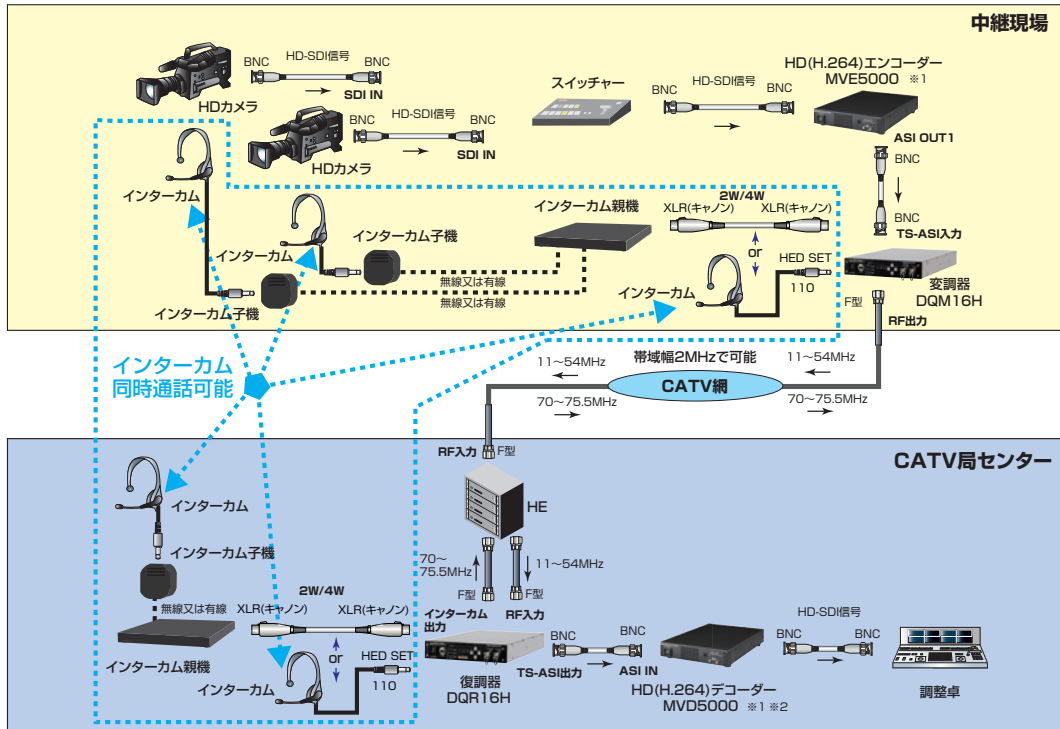 中継現場
BNC
HD-SDI信号
BNC
→
SDI IN
HDカメラ
BNC
HD-SDI信号
BNC
→
SDI IN
HDカメラ
スイッチャー
BNC
HD-SDI信号
BNC
→
HD(H.264)エンコーダー
MVE5000 ※1
ASI OUT1
BNC
↓
BNC
TS-ASI入力
インターカム
インターカム
インターカム子機
インターカム子機
無線又は有線
無線又は有線
インターカム親機
2W/4W
XLR(キャノン)
XLR(キャノン)
or
HED SET
110
インターカム
変調器
DQM16H
F型
RF出力
インターカム
同時通話可能
帯域幅2MHzで可能
11〜54MHz
←
11〜54MHz
←
CATV網
70〜75.5MHz
→
70〜75.5MHz
→
CATV局センター
RF入力
F型
HE
70〜
75.5MHz
↑
↓
11〜54MHz
F型
F型
インターカム
インターカム子機
無線又は有線
インターカム親機
2W/4W
XLR(キャノン)
XLR(キャノン)
or
HED SET
110
インターカム
インターカム
出力
RF入力
復調器
DQR16H
BNC
BNC
TS-ASI出力
→
ASI IN
HD(H.264)デコーダー
MVD5000 ※1 ※2
HD-SDI信号
BNC
BNC
→
調整卓